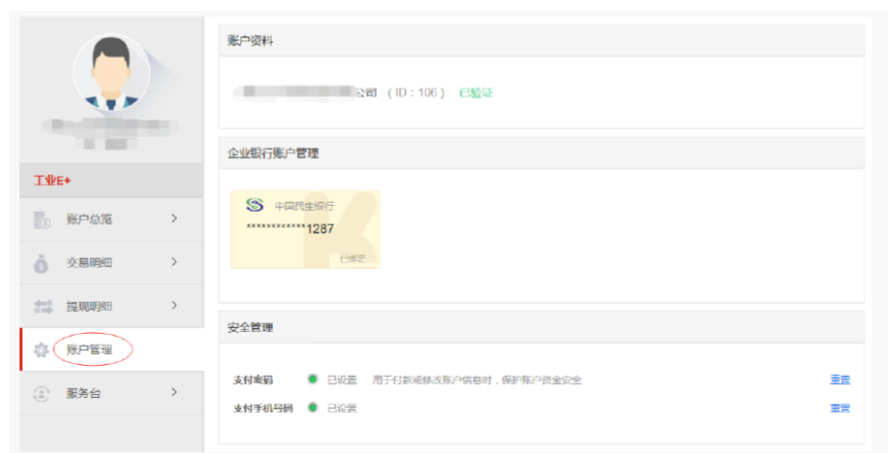 账户资料
公司 （ID：106） 已验证
企业银行账户管理
工业E+
中国民生银行
************1287
已绑定
账户总览
交易明细
提现明细
账户管理
服务台
安全管理
支付密码 已设置 用于付款或修改账户信息时，保护账户资金安全 重置
支付手机号码 已设置 重置